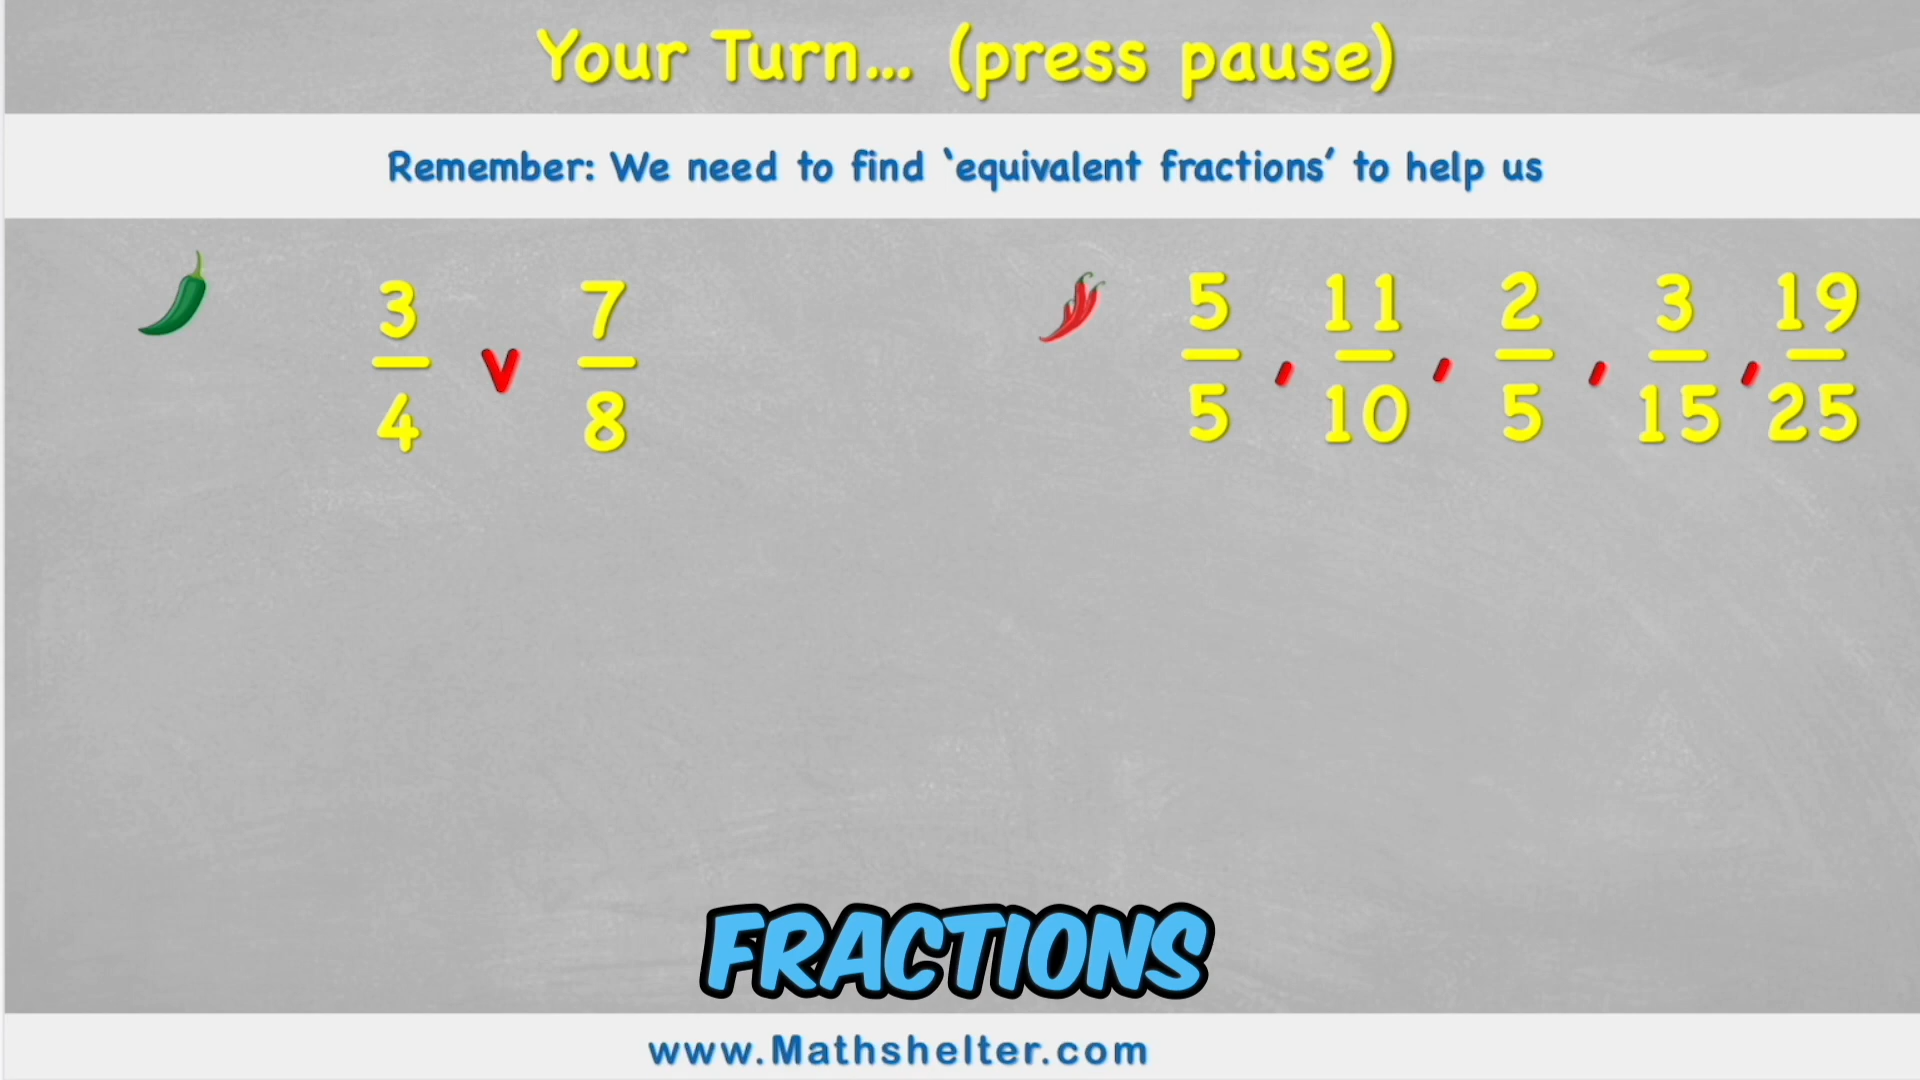 Your Turn... (press pause)
Remember: We need to find ‘equivalent fractions’ to help us
3/4 v 7/8
5/5 , 11/10 , 2/5 , 3/15 , 19/25
FRACTIONS
www.Mathshelter.com